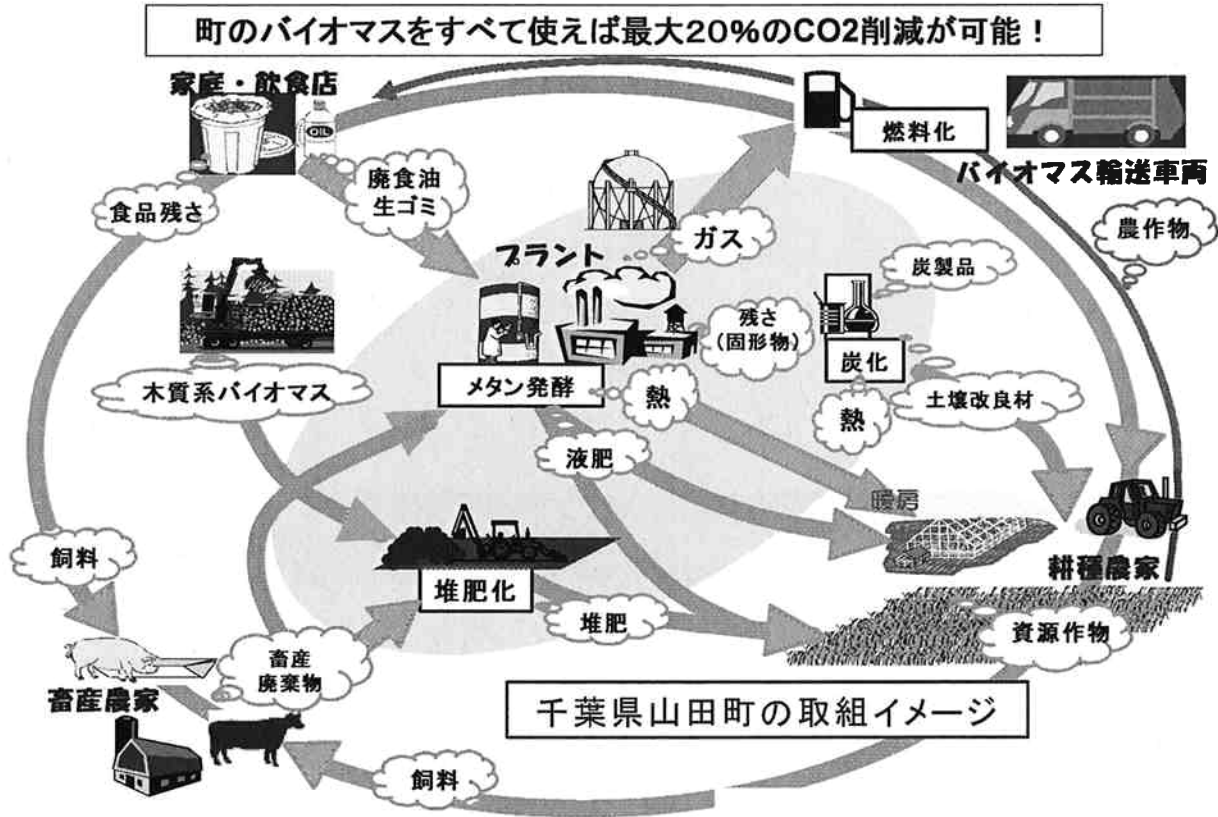 町のバイオマスをすべて使えば最大20%のCO2削減が可能！
家庭・飲食店
OIL
燃料化
バイオマス輸送車両
廃食油
生ゴミ
食品残さ
ガス
農作物
プラント
炭製品
残さ
(固形物)
炭化
木質系バイオマス
メタン発酵
熱
熱
土壌改良材
液肥
暖房
飼料
堆肥化
耕種農家
堆肥
資源作物
畜産
廃棄物
畜産農家
千葉県山田町の取組イメージ
飼料